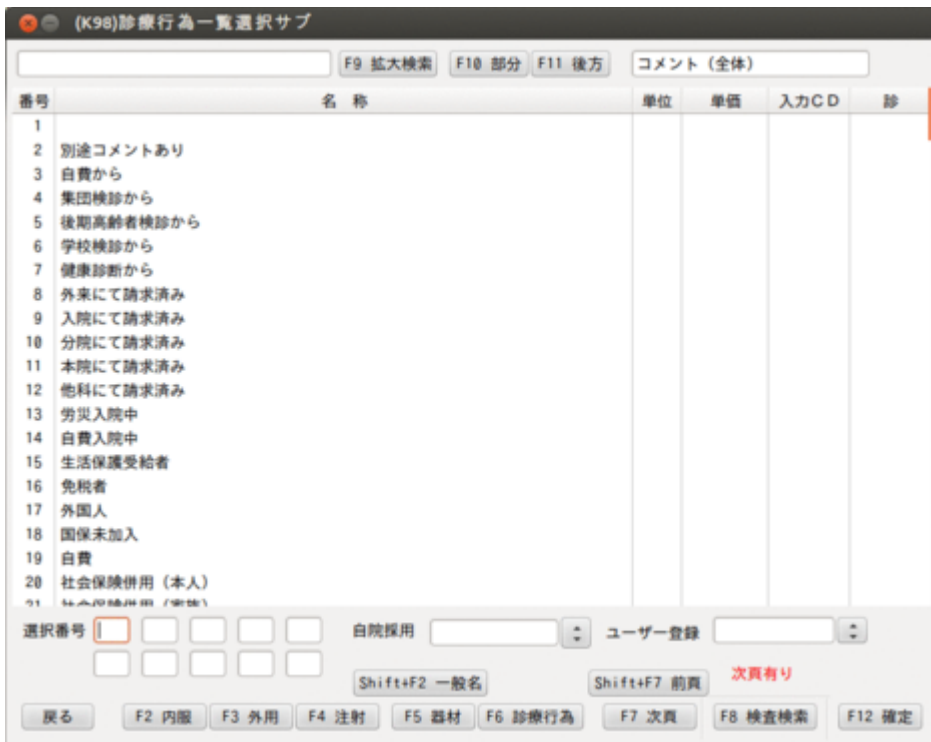 (K98)診療行為一覧選択サブ
F9 拡大検索 F10 部分 F11 後方 コメント（全体）
番号 名 称 単位 単価 入力CD 診
1
2 別途コメントあり
3 自費から
4 集団検診から
5 後期高齢者検診から
6 学校検診から
7 健康診断から
8 外来にて請求済み
9 入院にて請求済み
10 分院にて請求済み
11 本院にて請求済み
12 他科にて請求済み
13 労災入院中
14 自費入院中
15 生活保護受給者
16 免税者
17 外国人
18 国保未加入
19 自費
20 社会保険併用（本人）
21 社会保険併用（家族）
選択番号 自院採用 ユーザー登録
Shift+F2 一般名 Shift+F7 前頁 次頁有り
戻る F2 内服 F3 外用 F4 注射 F5 器材 F6 診療行為 F7 次頁 F8 検査検索 F12 確定